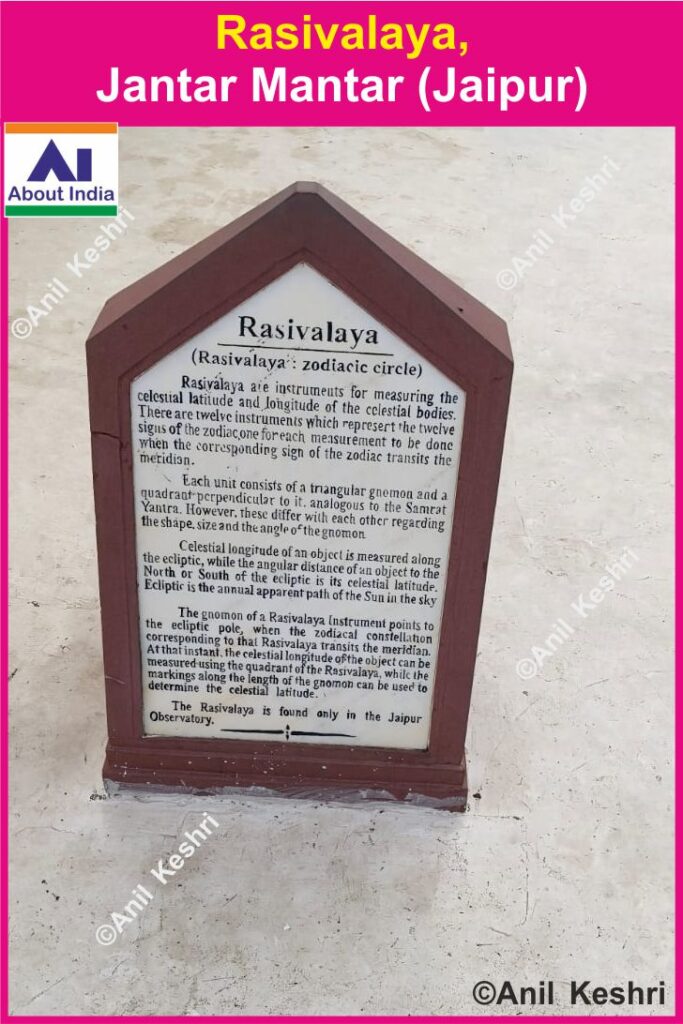 Rasivalaya,
Jantar Mantar (Jaipur)
AI
About India
Rasivalaya
(Rasivalaya : zodiacic circle)
Rasivalaya are instruments for measuring the
celestial latitude and longitude of the celestial bodies.
There are twelve instruments which represert the twelve
signs of the zodiac,one for each measurement to be done
when the corresponding sign of the zodiac transits the
meridian.
Each unit consists of a triangular gnomon and a
quadrant perpendicular to it. analogous to the Samrat
Yantra. However, these differ with each other regarding
the shape, size and the angle of the gnomon.
Celestial longitude of an object is measured along
the ecliptic, while the angular distance of an object to the
North or South of the ecliptic is its celestial latitude.
Ecliptic is the annual apparent path of the Sun in the sky
The gnomon of a Rasivalaya Instrument points to
the ecliptic pole, when the zodiacal constellation
corresponding to that Rasivalaya transits the meridian.
At that instant, the celestial longitude of the object can be
measured using the quadrant of the Rasivalaya, while the
markings along the length of the gnomon can be used to
determine the celestial latitude.
The Rasivalaya is found only in the Jaipur
Observatory.
©Anil Keshri
©Anil Keshri
©Anil Keshri
©Anil Keshri
©Anil Keshri